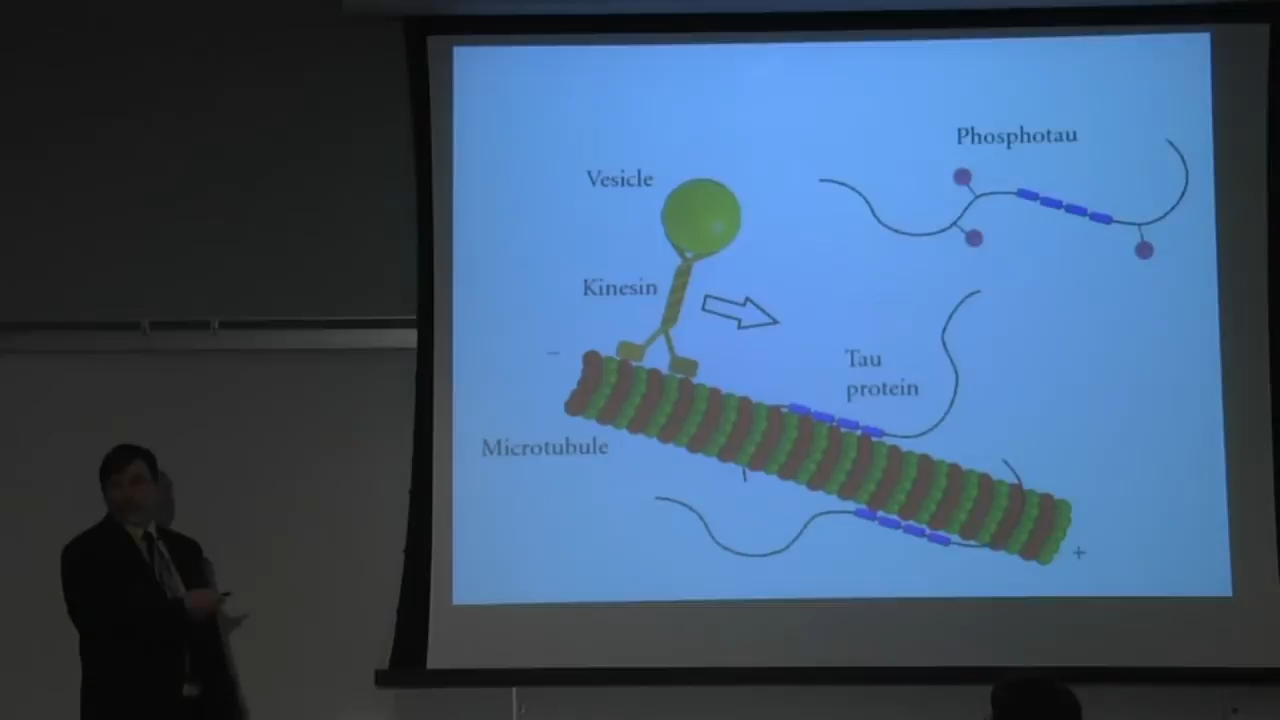 Phosphotau
Vesicle
Kinesin
−
Tau
protein
Microtubule
+